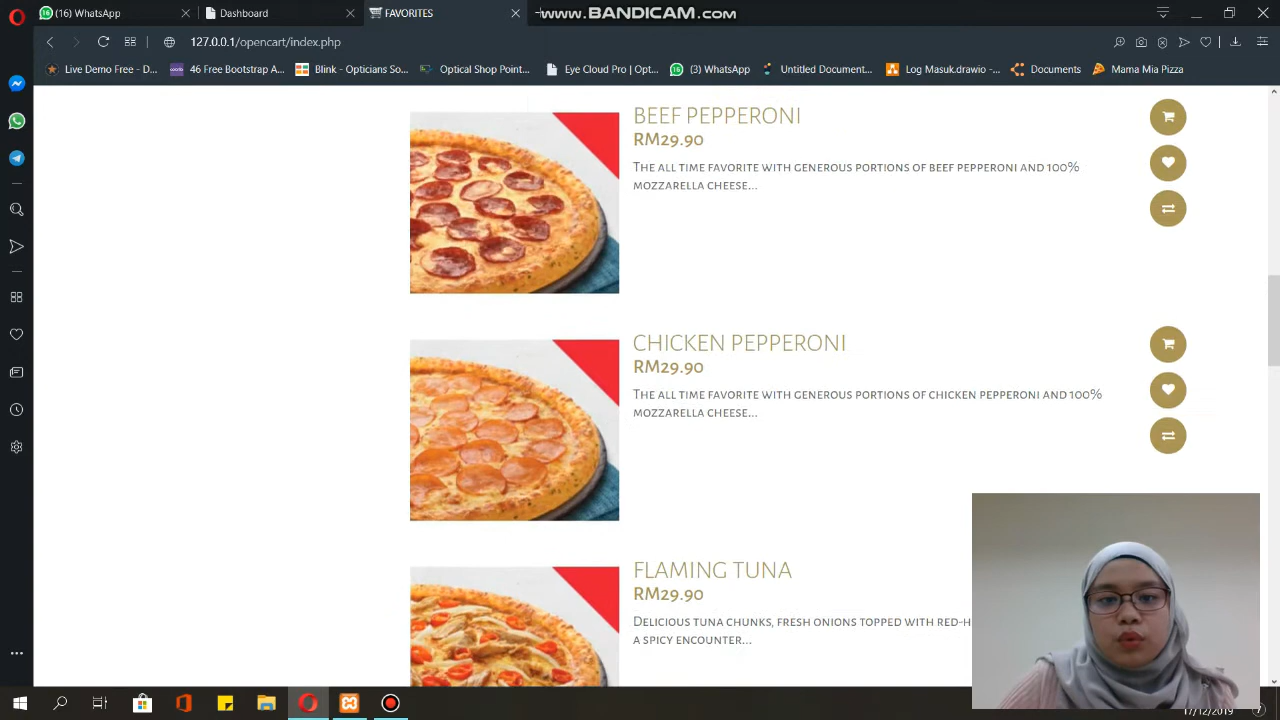 (16) WhatsApp
Dashboard
FAVORITES
www.BANDICAM.com
127.0.0.1/opencart/index.php
Live Demo Free - D...
46 Free Bootstrap A...
Blink - Opticians So...
Optical Shop Point...
Eye Cloud Pro | Opt...
(3) WhatsApp
Untitled Document...
Log Masuk.drawio -...
Documents
Mama Mia Pizza
BEEF PEPPERONI
RM29.90
THE ALL TIME FAVORITE WITH GENEROUS PORTIONS OF BEEF PEPPERONI AND 100%
MOZZARELLA CHEESE...
CHICKEN PEPPERONI
RM29.90
THE ALL TIME FAVORITE WITH GENEROUS PORTIONS OF CHICKEN PEPPERONI AND 100%
MOZZARELLA CHEESE...
FLAMING TUNA
RM29.90
DELICIOUS TUNA CHUNKS, FRESH ONIONS TOPPED WITH RED-H
A SPICY ENCOUNTER...
17/12/2019